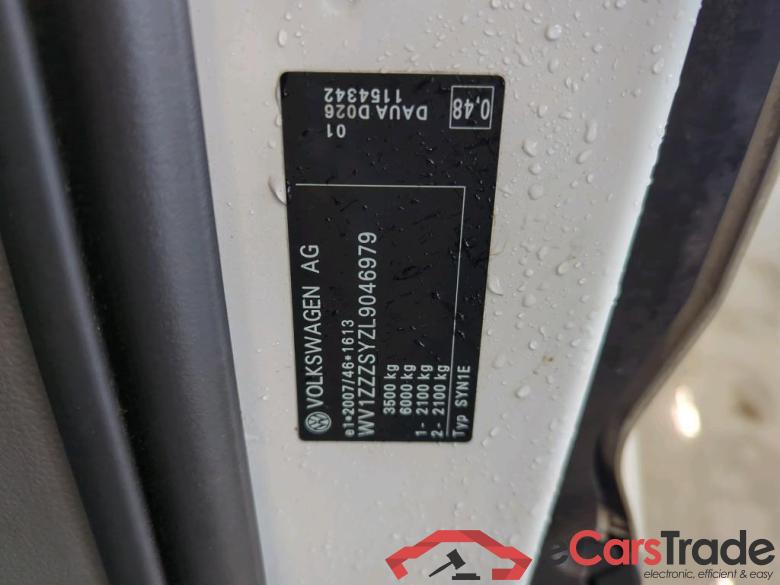 VOLKSWAGEN AG
e1*2007/46*1613
WV1ZZZSYZL9046979
3500 kg
6000 kg
1- 2100 kg
2- 2100 kg
Typ SYN1E
01
DAUA D026
1154342
0,48
eCarsTrade
electronic, efficient & easy